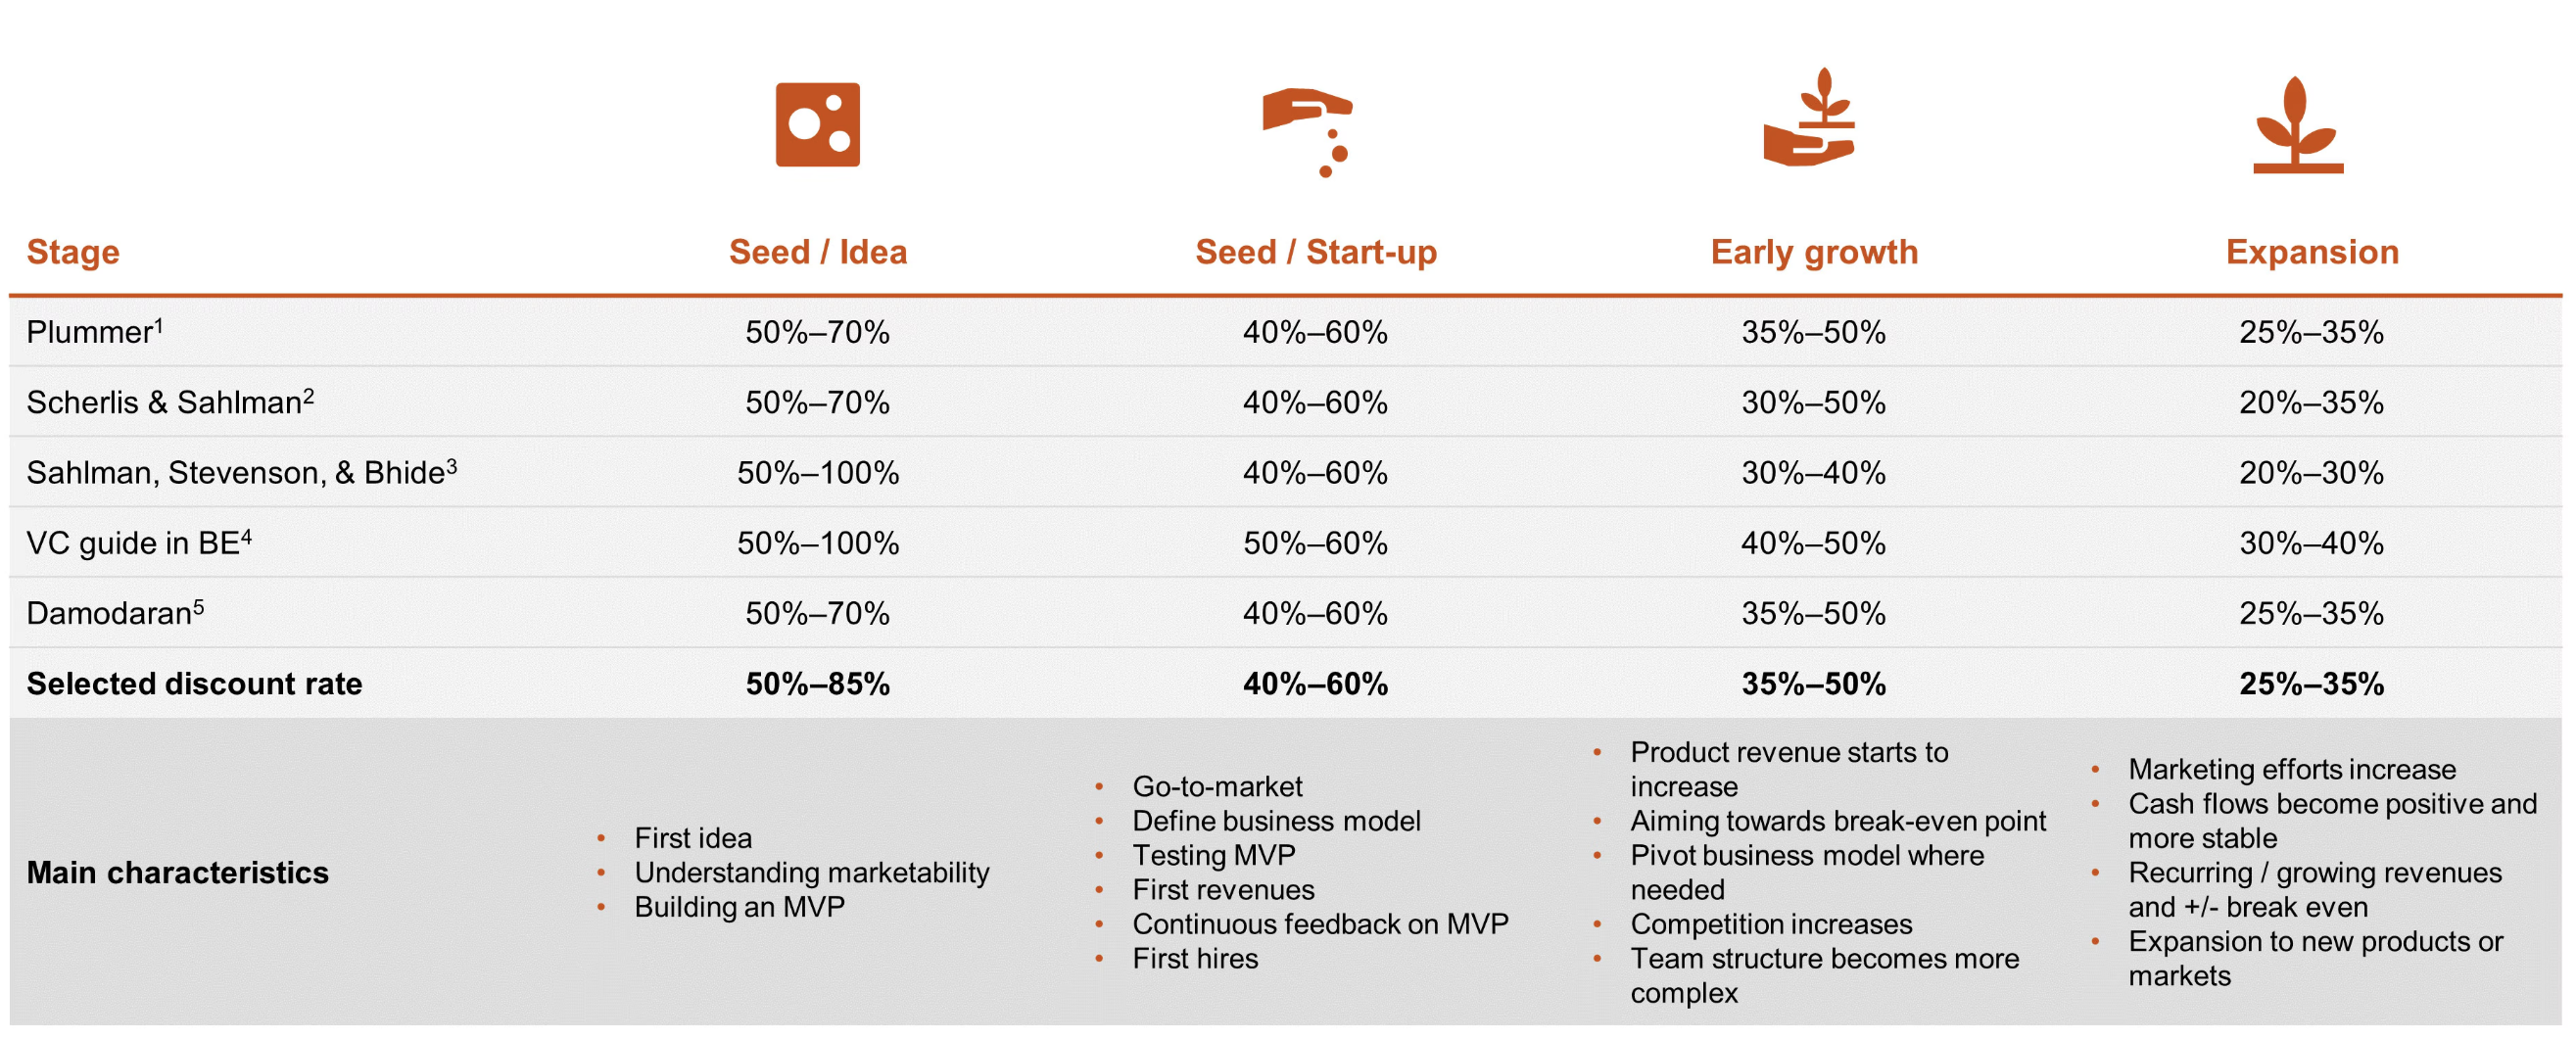 Stage Seed / Idea Seed / Start-up Early growth Expansion
Plummer1 50%–70% 40%–60% 35%–50% 25%–35%
Scherlis & Sahlman2 50%–70% 40%–60% 30%–50% 20%–35%
Sahlman, Stevenson, & Bhide3 50%–100% 40%–60% 30%–40% 20%–30%
VC guide in BE4 50%–100% 50%–60% 40%–50% 30%–40%
Damodaran5 50%–70% 40%–60% 35%–50% 25%–35%
Selected discount rate 50%–85% 40%–60% 35%–50% 25%–35%
Main characteristics
• First idea
• Understanding marketability
• Building an MVP
• Go-to-market
• Define business model
• Testing MVP
• First revenues
• Continuous feedback on MVP
• First hires
• Product revenue starts to
increase
• Aiming towards break-even point
• Pivot business model where
needed
• Competition increases
• Team structure becomes more
complex
• Marketing efforts increase
• Cash flows become positive and
more stable
• Recurring / growing revenues
and +/- break even
• Expansion to new products or
markets